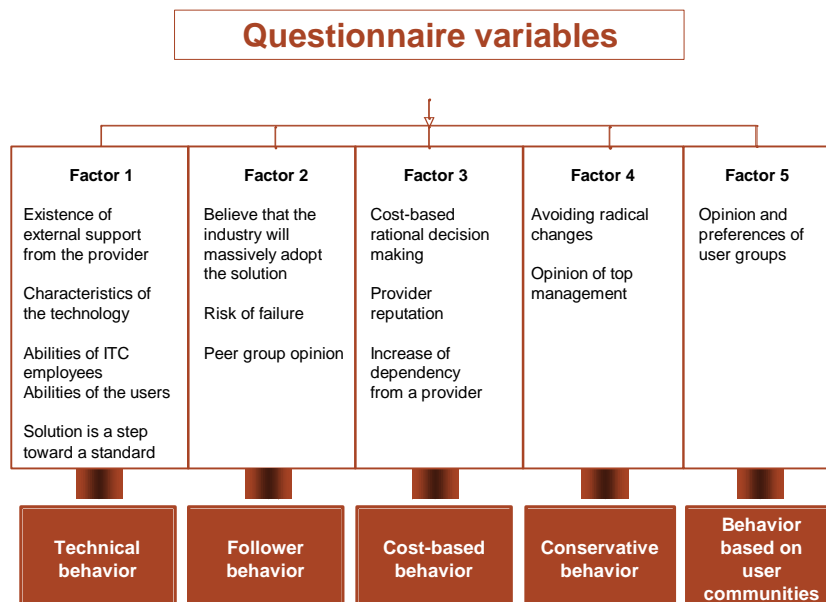 Questionnaire variables
Factor 1
Existence of
external support
from the provider
Characteristics of
the technology
Abilities of ITC
employees
Abilities of the users
Solution is a step
toward a standard
Factor 2
Believe that the
industry will
massively adopt
the solution
Risk of failure
Peer group opinion
Factor 3
Cost-based
rational decision
making
Provider
reputation
Increase of
dependency
from a provider
Factor 4
Avoiding radical
changes
Opinion of top
management
Factor 5
Opinion and
preferences of
user groups
Technical
behavior
Follower
behavior
Cost-based
behavior
Conservative
behavior
Behavior
based on
user
communities